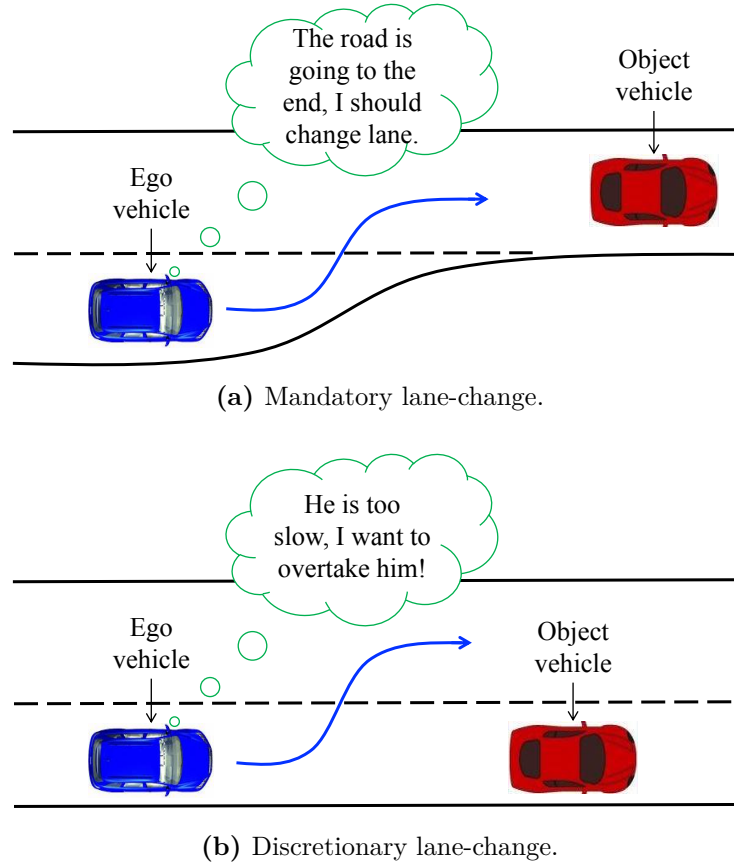 The road is
going to the
end, I should
change lane.
Object
vehicle
Ego
vehicle
(a) Mandatory lane-change.
He is too
slow, I want to
overtake him!
Ego
vehicle
Object
vehicle
(b) Discretionary lane-change.